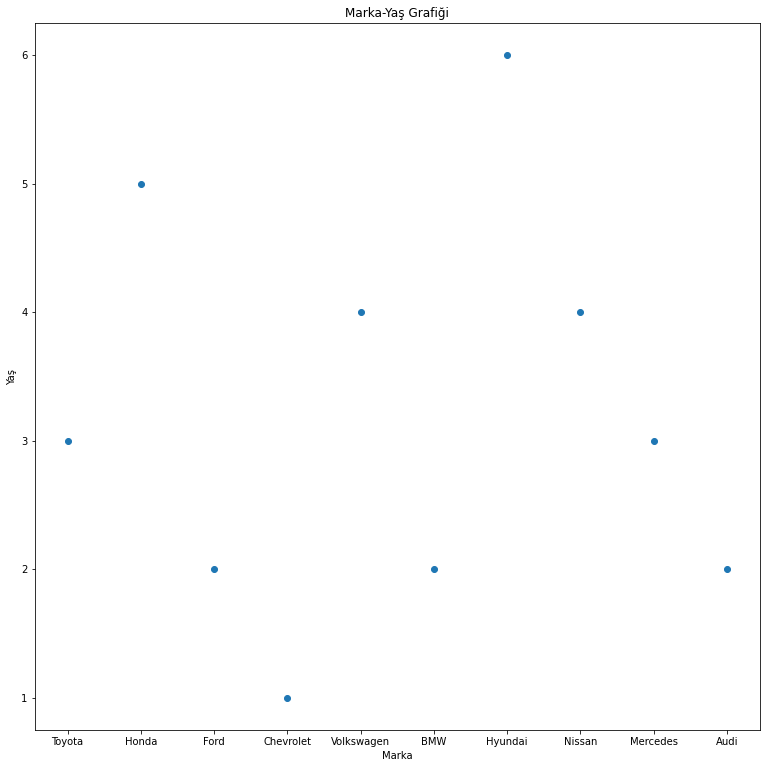 Marka-Yaş Grafiği
6
5
4
3
2
1
Yaş
Toyota Honda Ford Chevrolet Volkswagen BMW Hyundai Nissan Mercedes Audi
Marka